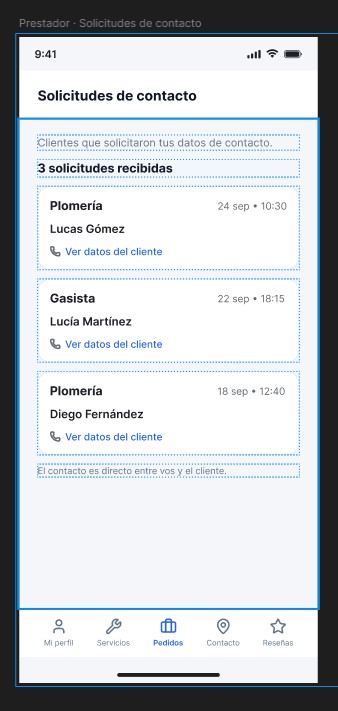 Prestador · Solicitudes de contacto
9:41
Solicitudes de contacto
Clientes que solicitaron tus datos de contacto.
3 solicitudes recibidas
Plomería 24 sep • 10:30
Lucas Gómez
Ver datos del cliente
Gasista 22 sep • 18:15
Lucía Martínez
Ver datos del cliente
Plomería 18 sep • 12:40
Diego Fernández
Ver datos del cliente
El contacto es directo entre vos y el cliente.
Mi perfil Servicios Pedidos Contacto Reseñas